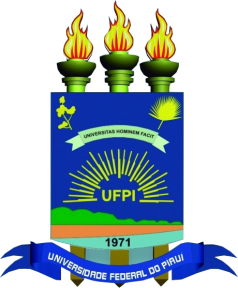 UNIVERSITAS HOMINEM FACIT
UFPI
1971
UNIVERSIDADE FEDERAL DO PIAUÍ